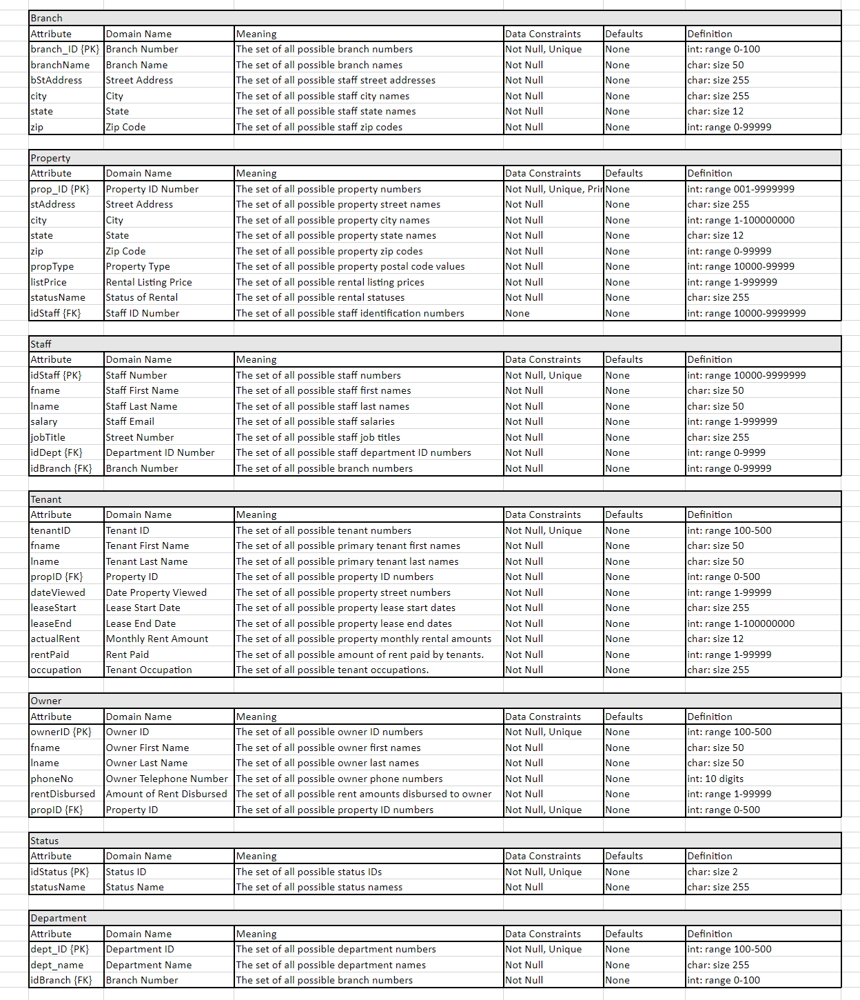 Branch
Attribute Domain Name Meaning Data Constraints Defaults Definition
branch_ID {PK} Branch Number The set of all possible branch numbers Not Null, Unique None int: range 0-100
branchName Branch Name The set of all possible branch names Not Null None char: size 50
bStAddress Street Address The set of all possible staff street addresses Not Null None char: size 255
city City The set of all possible staff city names Not Null None char: size 255
state State The set of all possible staff state names Not Null None char: size 12
zip Zip Code The set of all possible staff zip codes Not Null None int: range 0-99999
Property
Attribute Domain Name Meaning Data Constraints Defaults Definition
prop_ID {PK} Property ID Number The set of all possible property numbers Not Null, Unique, Prir None int: range 001-9999999
stAddress Street Address The set of all possible property street names Not Null None char: size 255
city City The set of all possible property city names Not Null None int: range 1-100000000
state State The set of all possible property state names Not Null None char: size 12
zip Zip Code The set of all possible property zip codes Not Null None int: range 0-99999
propType Property Type The set of all possible property postal code values Not Null None int: range 10000-99999
listPrice Rental Listing Price The set of all possible rental listing prices Not Null None int: range 1-999999
statusName Status of Rental The set of all possible rental statuses Not Null None char: size 255
idStaff {FK} Staff ID Number The set of all possible staff identification numbers None None int: range 10000-9999999
Staff
Attribute Domain Name Meaning Data Constraints Defaults Definition
idStaff {PK} Staff Number The set of all possible staff numbers Not Null, Unique None int: range 10000-9999999
fname Staff First Name The set of all possible staff first names Not Null None char: size 50
lname Staff Last Name The set of all possible staff last names Not Null None char: size 50
salary Staff Email The set of all possible staff salaries Not Null None int: range 1-999999
jobTitle Street Number The set of all possible staff job titles Not Null None char: size 255
idDept {FK} Department ID Number The set of all possible staff department ID numbers Not Null None int: range 0-9999
idBranch {FK} Branch Number The set of all possible branch numbers Not Null None int: range 0-99999
Tenant
Attribute Domain Name Meaning Data Constraints Defaults Definition
tenantID Tenant ID The set of all possible tenant numbers Not Null, Unique None int: range 100-500
fname Tenant First Name The set of all possible primary tenant first names Not Null None char: size 50
lname Tenant Last Name The set of all possible primary tenant last names Not Null None char: size 50
propID {FK} Property ID The set of all possible property ID numbers Not Null None int: range 0-500
dateViewed Date Property Viewed The set of all possible property street numbers Not Null None int: range 1-99999
leaseStart Lease Start Date The set of all possible property lease start dates Not Null None char: size 255
leaseEnd Lease End Date The set of all possible property lease end dates Not Null None int: range 1-100000000
actualRent Monthly Rent Amount The set of all possible property monthly rental amounts Not Null None char: size 12
rentPaid Rent Paid The set of all possible amount of rent paid by tenants. Not Null None int: range 1-99999
occupation Tenant Occupation The set of all possible tenant occupations. Not Null None char: size 255
Owner
Attribute Domain Name Meaning Data Constraints Defaults Definition
ownerID {PK} Owner ID The set of all possible owner ID numbers Not Null, Unique None int: range 100-500
fname Owner First Name The set of all possible owner first names Not Null None char: size 50
lname Owner Last Name The set of all possible owner last names Not Null None char: size 50
phoneNo Owner Telephone Number The set of all possible owner phone numbers Not Null None int: 10 digits
rentDisbursed Amount of Rent Disbursed The set of all possible rent amounts disbursed to owner Not Null None int: range 1-99999
propID {FK} Property ID The set of all possible property ID numbers Not Null, Unique None int: range 0-500
Status
Attribute Domain Name Meaning Data Constraints Defaults Definition
idStatus {PK} Status ID The set of all possible status IDs Not Null, Unique None char: size 2
statusName Status Name The set of all possible status namess Not Null None char: size 255
Department
Attribute Domain Name Meaning Data Constraints Defaults Definition
dept_ID {PK} Department ID The set of all possible department numbers Not Null, Unique None int: range 100-500
dept_name Department Name The set of all possible department names Not Null None char: size 255
idBranch {FK} Branch Number The set of all possible branch numbers Not Null None int: range 0-100